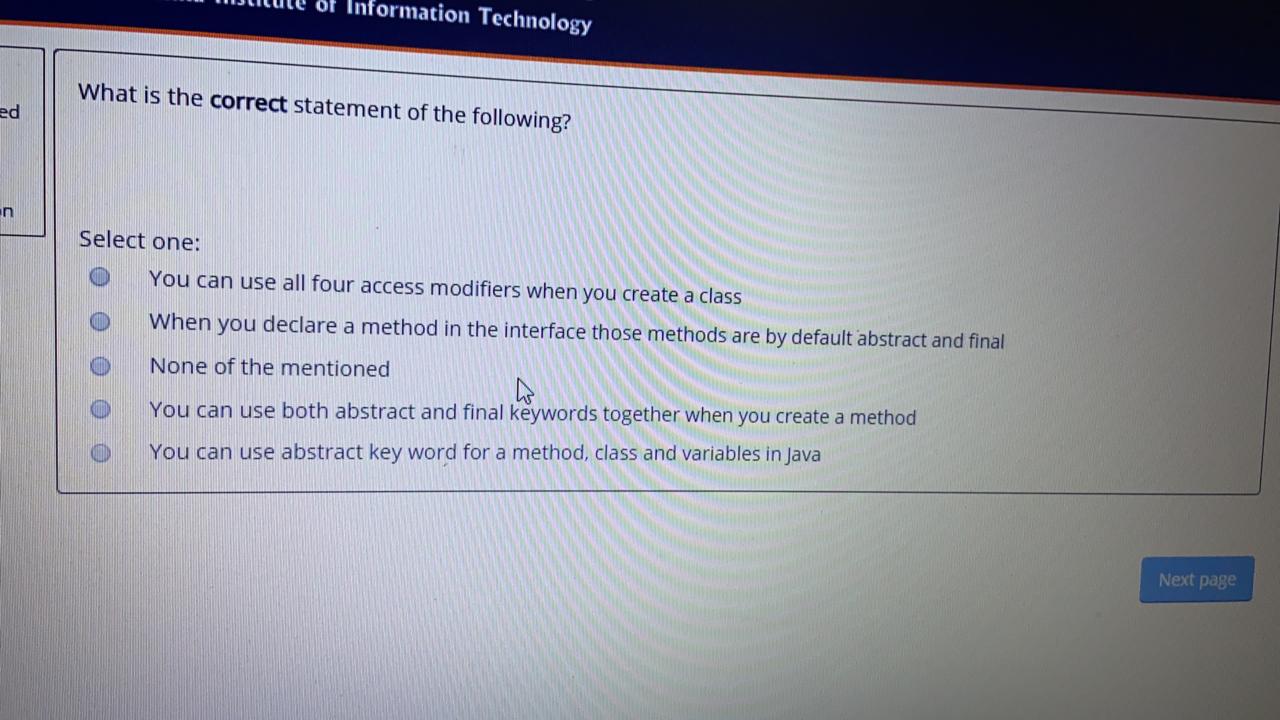 of Information Technology
ed
What is the correct statement of the following?
on
Select one:
You can use all four access modifiers when you create a class
When you declare a method in the interface those methods are by default abstract and final
None of the mentioned
You can use both abstract and final keywords together when you create a method
You can use abstract key word for a method, class and variables in Java
Next page